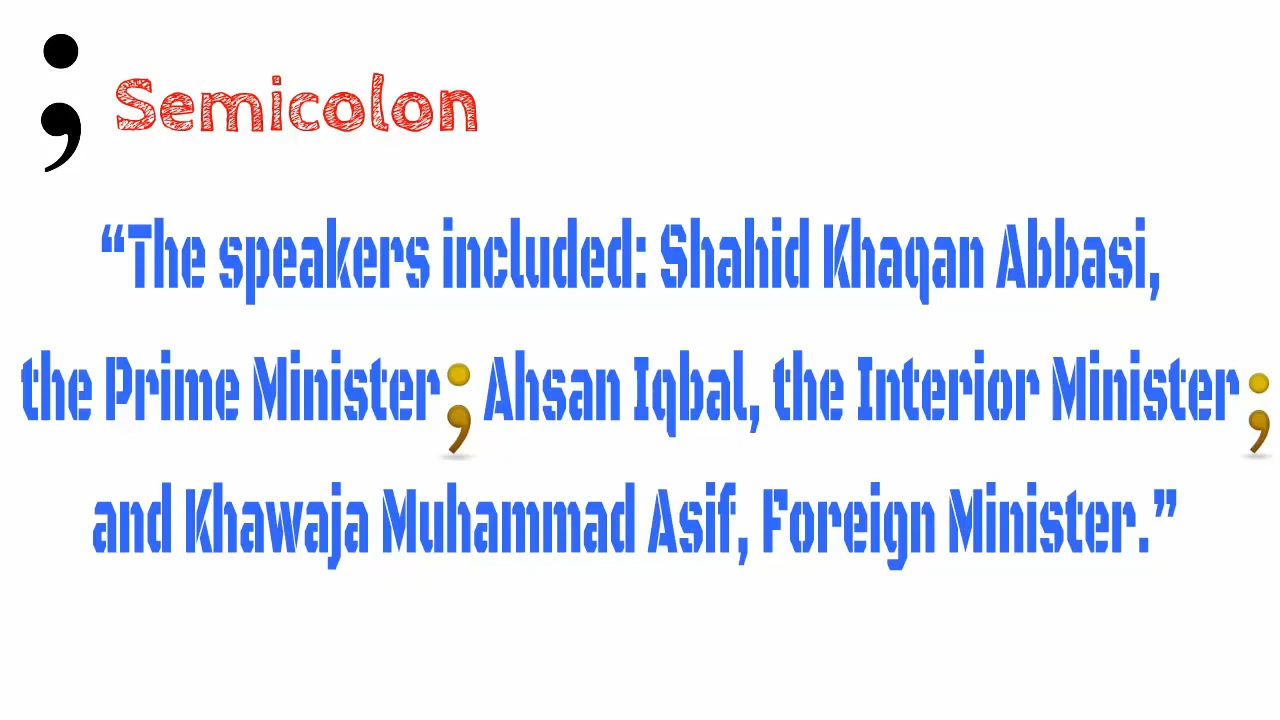 ; Semicolon
“The speakers included: Shahid Khaqan Abbasi,
the Prime Minister; Ahsan Iqbal, the Interior Minister;
and Khawaja Muhammad Asif, Foreign Minister.”